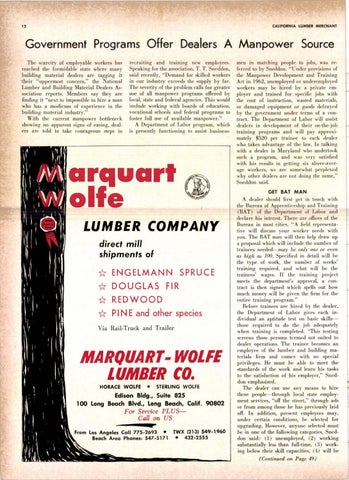 12
CALIFORNIA LUMBER MERCHANT
Government Programs Offer Dealers A Manpower Source
The scarcity of employable workers has
reached the formidable state where many
building material dealers are tagging it
their "uppermost concern," the National
Lumber and Building Material Dealers As-
sociation reports. Members say they are
finding it "next to impossible to hire a man
who has a modicum of experience in the
building material industry."
With the current manpower bottleneck
showing no apparent signs of easing, deal-
ers are told to take courageous steps in
recruiting and training new employees.
Speaking for the association, T. T. Sneddon,
said recently, "Demand for skilled workers
in our industry exceeds the supply by far.
The severity of the problem calls for greater
use of all manpower programs offered by
local, state and federal agencies. This would
include working with boards of education,
vocational schools and federal programs to
foster full use of available manpower."
A Department of Labor program, which
is presently functioning to assist business-
men in matching people to jobs, was re-
ferred to by Sneddon. "Under provisions of
the Manpower Development and Training
Act in 1962, unemployed or underemployed
workers may be hired by a private em-
ployer and trained for specific jobs with
the cost of instruction, wasted materials,
or damaged equipment or goods defrayed
by the government under terms of a con-
tract. The Department of Labor will assist
dealers in development of their on-the-job
training programs and will pay approxi-
mately $520 per trainee to each dealer
who takes advantage of the law. In talking
with a dealer in Maryland who undertook
such a program, and was very satisfied
with his results in getting six above-aver-
age workers, we are somewhat perplexed
why other dealers are not doing the same,"
Sneddon said.
GET BAT MAN
A dealer should first get in touch with
the Bureau of Apprenticeship and Training
(BAT) of the Department of Labor and
declare his interest. There are offices of the
Bureau in most cities. "A field representa-
tive will discuss your worker needs with
you. The BAT man will then help draw up
a proposal which will include the number of
trainees needed—may be only one or even
as high as 100. Specified in detail will be
the type of work, the number of weeks'
training required, and what will be the
trainees' wages. If the training project
meets the department's approval, a con-
tract is then signed which spells out how
much money will be given the firm for the
entire training program."
Before trainees are hired by the dealer,
the Department of Labor gives each in-
dividual an aptitude test on basic skills—
those required to do the job adequately
when training is completed. "This testing
screens those persons termed not suited to
dealer operations. The trainee becomes an
employee of the lumber and building ma-
terials firm and comes with no special
privileges. He must be able to meet the
standards of the work and learn his tasks
to the satisfaction of his employer," Sned-
don emphasized.
The dealer can use any means to hire
these people—through local state employ-
ment services, "off the street," through ads
or from among those he has previously laid
off. In addition, present employees may,
under certain conditions, be selected for
upgrading. However, anyone selected must
be in one of the following categories, Sned-
don said: (1) unemployed, (2) working
substantially less than full-time, (3) work-
ing below their skill capacities, (4) will be
(Continued on Page 49)
Marquart
Wolfe
LUMBER COMPANY
direct mill
shipments of
☆ ENGELMANN SPRUCE
☆ DOUGLAS FIR
☆ REDWOOD
☆ PINE and other species
Via Rail-Truck and Trailer
MARQUART-WOLFE
LUMBER CO.
HORACE WOLFE • STERLING WOLFE
Edison Bldg., Suite 825
100 Long Beach Blvd., Long Beach, Calif. 90802
For Service PLUS—
Call on US
From Los Angeles Call 775-2693 • TWX (213) 549-1960
Beach Area Phones: 547-5171 • 432-2555